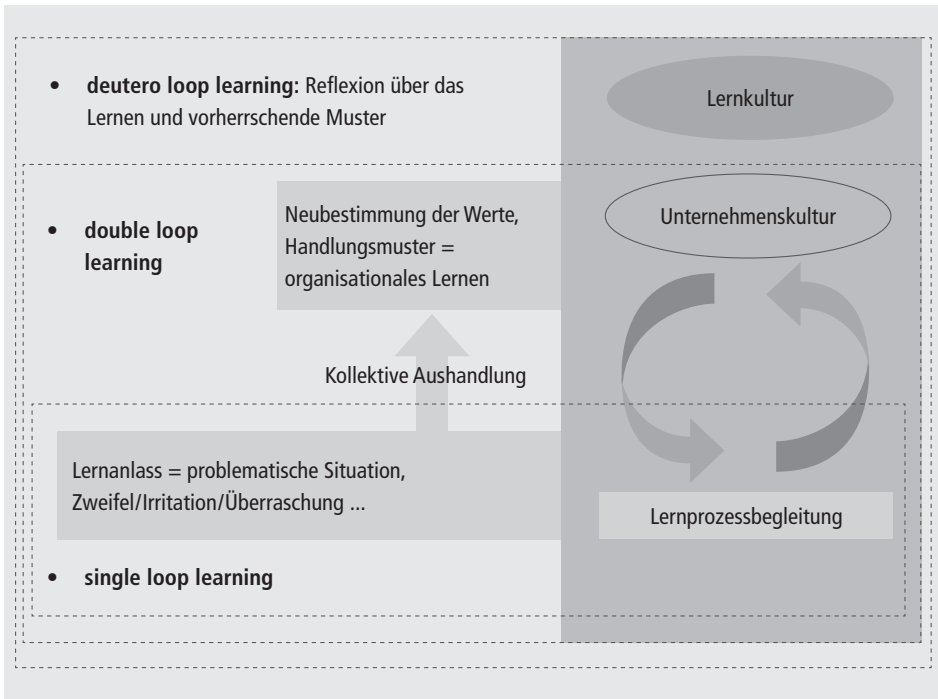 • deutero loop learning: Reflexion über das
Lernen und vorherrschende Muster
Lernkultur
• double loop
learning
Neubestimmung der Werte,
Handlungsmuster =
organisationales Lernen
Unternehmenskultur
Kollektive Aushandlung
Lernanlass = problematische Situation,
Zweifel/Irritation/Überraschung ...
Lernprozessbegleitung
• single loop learning